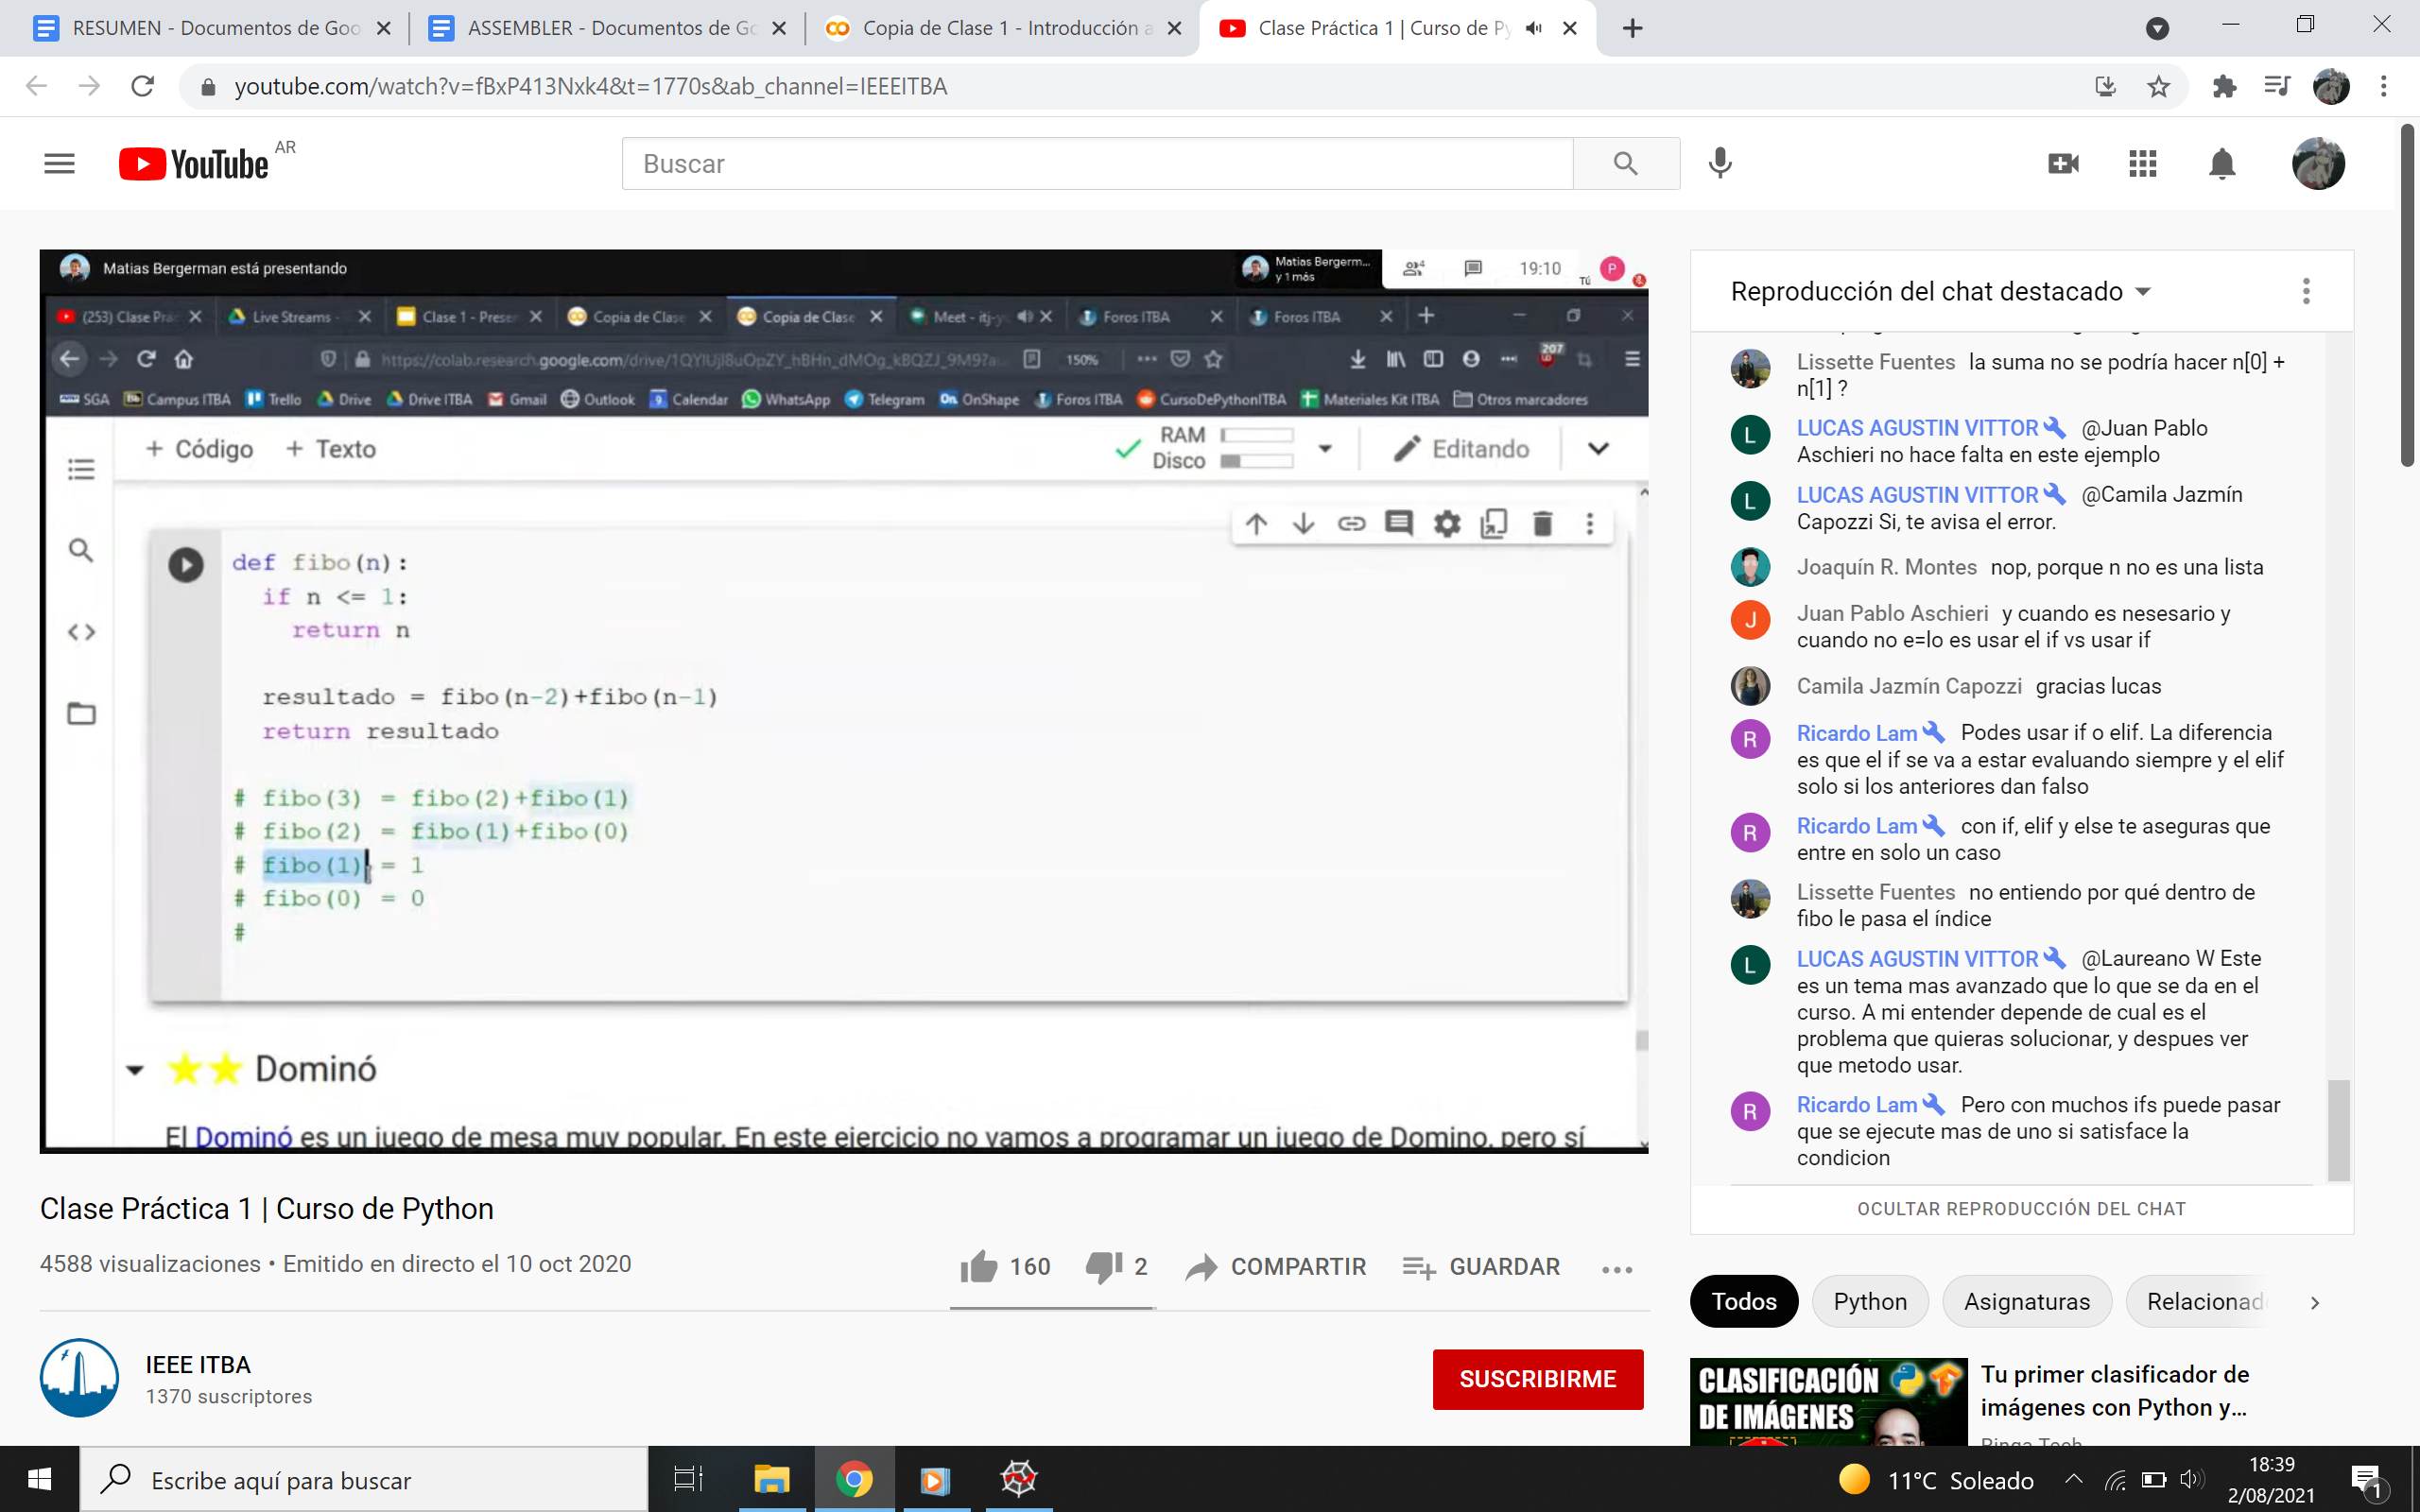 RESUMEN - Documentos de Goo
ASSEMBLER - Documentos de Go
Copia de Clase 1 - Introducción a
Clase Práctica 1 | Curso de Py
youtube.com/watch?v=fBxP413Nxk4&t=1770s&ab_channel=IEEEITBA
YouTube AR
Buscar
Matias Bergerman está presentando
Matias Bergerm...
y 1 más
4
19:10
Tú
P
(253) Clase Prác
Live Streams -
Clase 1 - Preser
Copia de Clase
Copia de Clase
Meet - itj-y
Foros ITBA
Foros ITBA
150%
207
SGA
Campus ITBA
Trello
Drive
Drive ITBA
Gmail
Outlook
Calendar
WhatsApp
Telegram
OnShape
Foros ITBA
CursoDePythonITBA
Materiales Kit ITBA
Otros marcadores
+ Código + Texto
RAM
Disco
Editando
def fibo(n):
if n <= 1:
return n
resultado = fibo(n-2)+fibo(n-1)
return resultado
# fibo(3) = fibo(2)+fibo(1)
# fibo(2) = fibo(1)+fibo(0)
# fibo(1) = 1
# fibo(0) = 0
#
Dominó
El Dominó es un juego de mesa muy popular. En este ejercicio no vamos a programar un juego de Domino, pero sí
Clase Práctica 1 | Curso de Python
4588 visualizaciones • Emitido en directo el 10 oct 2020
160
2
COMPARTIR
GUARDAR
IEEE ITBA
1370 suscriptores
SUSCRIBIRME
Reproducción del chat destacado
Lissette Fuentes la suma no se podría hacer n[0] +
n[1] ?
L
LUCAS AGUSTIN VITTOR @Juan Pablo
Aschieri no hace falta en este ejemplo
L
LUCAS AGUSTIN VITTOR @Camila Jazmín
Capozzi Si, te avisa el error.
Joaquín R. Montes nop, porque n no es una lista
J
Juan Pablo Aschieri y cuando es nesesario y
cuando no e=lo es usar el if vs usar if
Camila Jazmín Capozzi gracias lucas
R
Ricardo Lam Podes usar if o elif. La diferencia
es que el if se va a estar evaluando siempre y el elif
solo si los anteriores dan falso
R
Ricardo Lam con if, elif y else te aseguras que
entre en solo un caso
Lissette Fuentes no entiendo por qué dentro de
fibo le pasa el índice
L
LUCAS AGUSTIN VITTOR @Laureano W Este
es un tema mas avanzado que lo que se da en el
curso. A mi entender depende de cual es el
problema que quieras solucionar, y despues ver
que metodo usar.
R
Ricardo Lam Pero con muchos ifs puede pasar
que se ejecute mas de uno si satisface la
condicion
OCULTAR REPRODUCCIÓN DEL CHAT
Todos
Python
Asignaturas
Relacionad
CLASIFICACIÓN
DE IMÁGENES
Tu primer clasificador de
imágenes con Python y...
Escribe aquí para buscar
11°C Soleado
18:39
2/08/2021
1